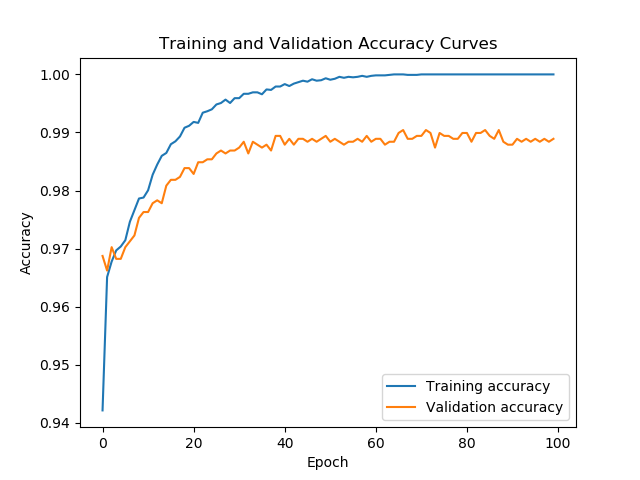 Training and Validation Accuracy Curves
1.00
0.99
0.98
0.97
0.96
0.95
0.94
Accuracy
Training accuracy
Validation accuracy
0 20 40 60 80 100
Epoch